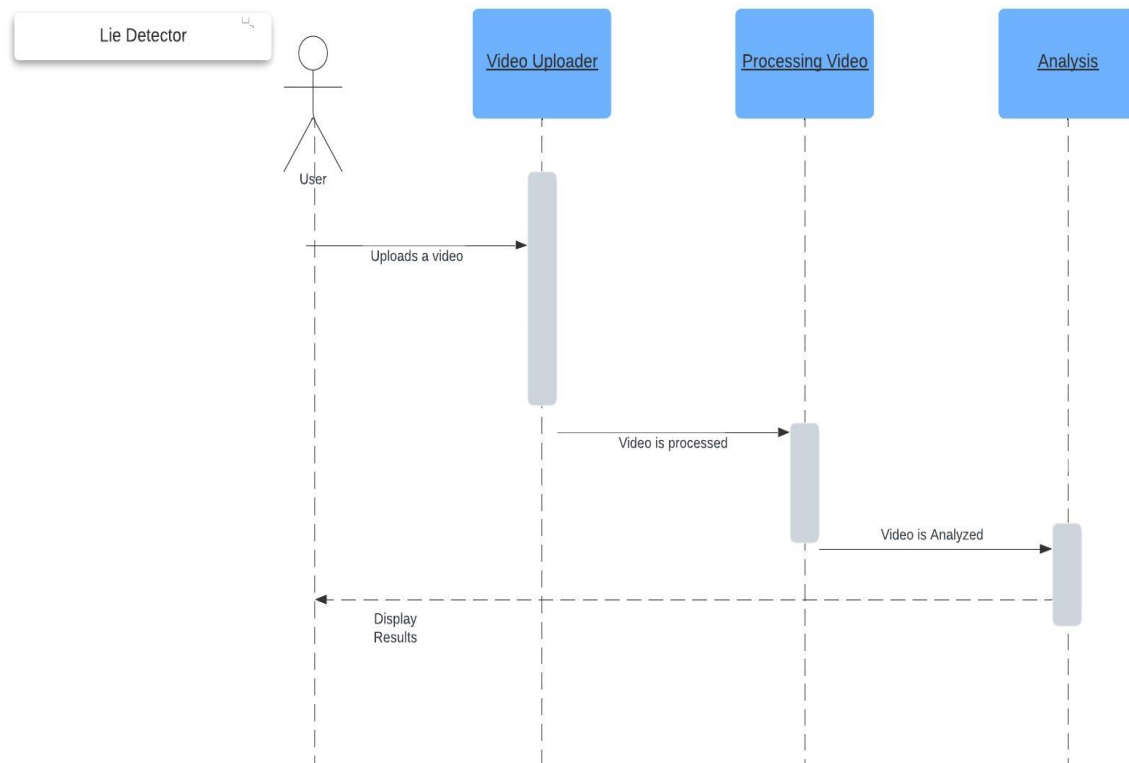 Lie Detector
Video Uploader
Processing Video
Analysis
User
Uploads a video
Video is processed
Video is Analyzed
Display
Results